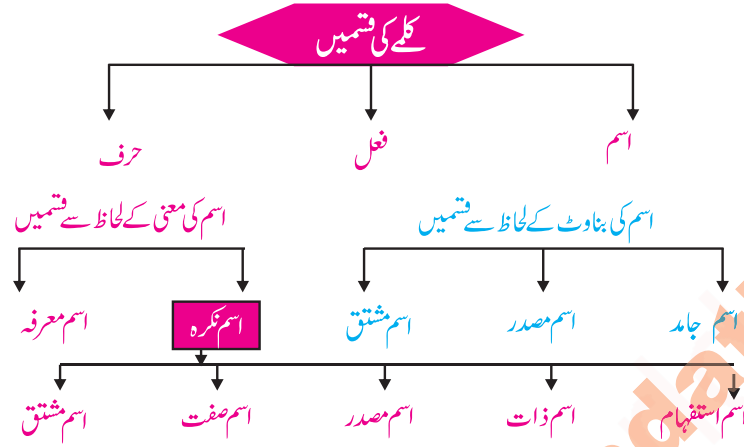 کلمے کی قسمیں
اسم فعل حرف
اسم کی بناوٹ کے لحاظ سے قسمیں اسم کی معنی کے لحاظ سے قسمیں
اسم جامد اسم مصدر اسم مشتق اسم نکرہ اسم معرفہ
اسم استفہام اسم ذات اسم مصدر اسم صفت اسم مشتق